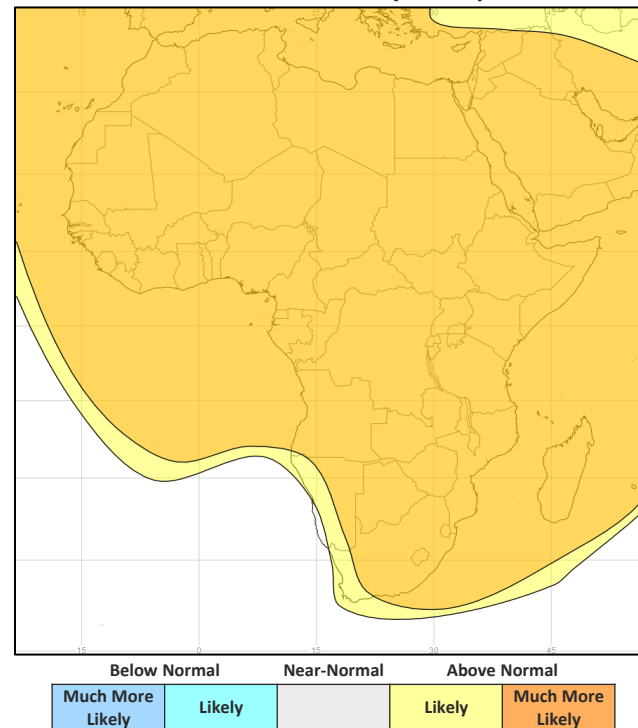 15 0 15 30 45
Below Normal Near-Normal Above Normal
Much More Likely Likely Much More
Likely Likely